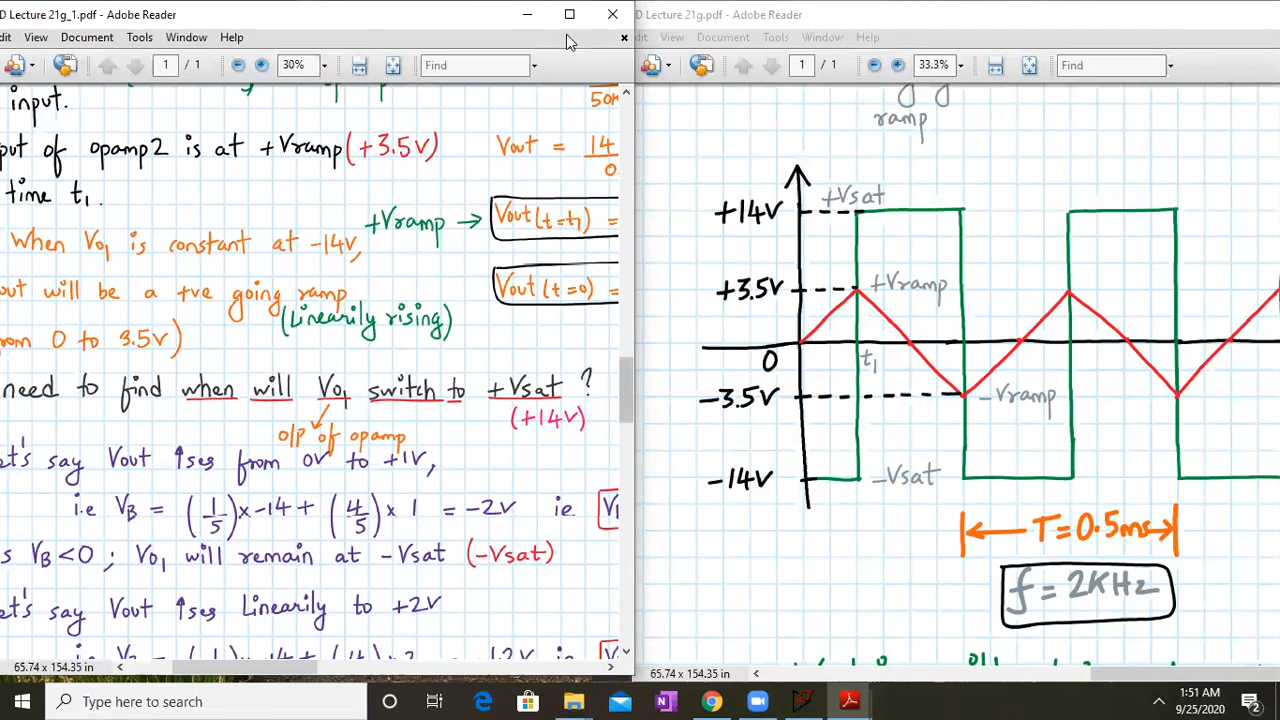 D Lecture 21g_1.pdf - Adobe Reader
dit View Document Tools Window Help
1 / 1 30% Find
input.
50K
put of opamp2 is at +Vramp(+3.5V)
Vout = 14
0.
time t1.
+Vramp → Vout(t=t1) =
When Vo1 is constant at -14V,
out will be a +ve going ramp
Vout(t=0) =
(Linearily rising)
rom 0 to 3.5V)
need to find when will Vo1 switch to +Vsat ?
(+14V)
o/p of opamp
et's say Vout ↑ses from 0V to +1V,
i.e VB = (1/5)x-14 + (4/5)x 1 = -2V ie.
s VB<0 ; Vo1 will remain at -Vsat (-Vsat)
et's say Vout ↑ses Linearily to +2V
65.74 x 154.35 in
D Lecture 21g.pdf - Adobe Reader
dit View Document Tools Window Help
1 / 1 33.3% Find
ramp
+Vsat
+14V
+3.5V
+Vramp
0
t1
-3.5V
-Vramp
-14V
-Vsat
T=0.5ms
f = 2KHz
65.74 x 154.35 in
Type here to search
1:51 AM
9/25/2020
2